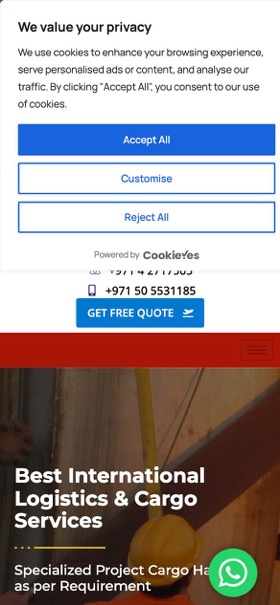 We value your privacy
We use cookies to enhance your browsing experience,
serve personalised ads or content, and analyse our
traffic. By clicking "Accept All", you consent to our use
of cookies.
Accept All
Customise
Reject All
Powered by CookieYes
+971 4 2717505
+971 50 5531185
GET FREE QUOTE
Best International
Logistics & Cargo
Services
Specialized Project Cargo
as per Requirement